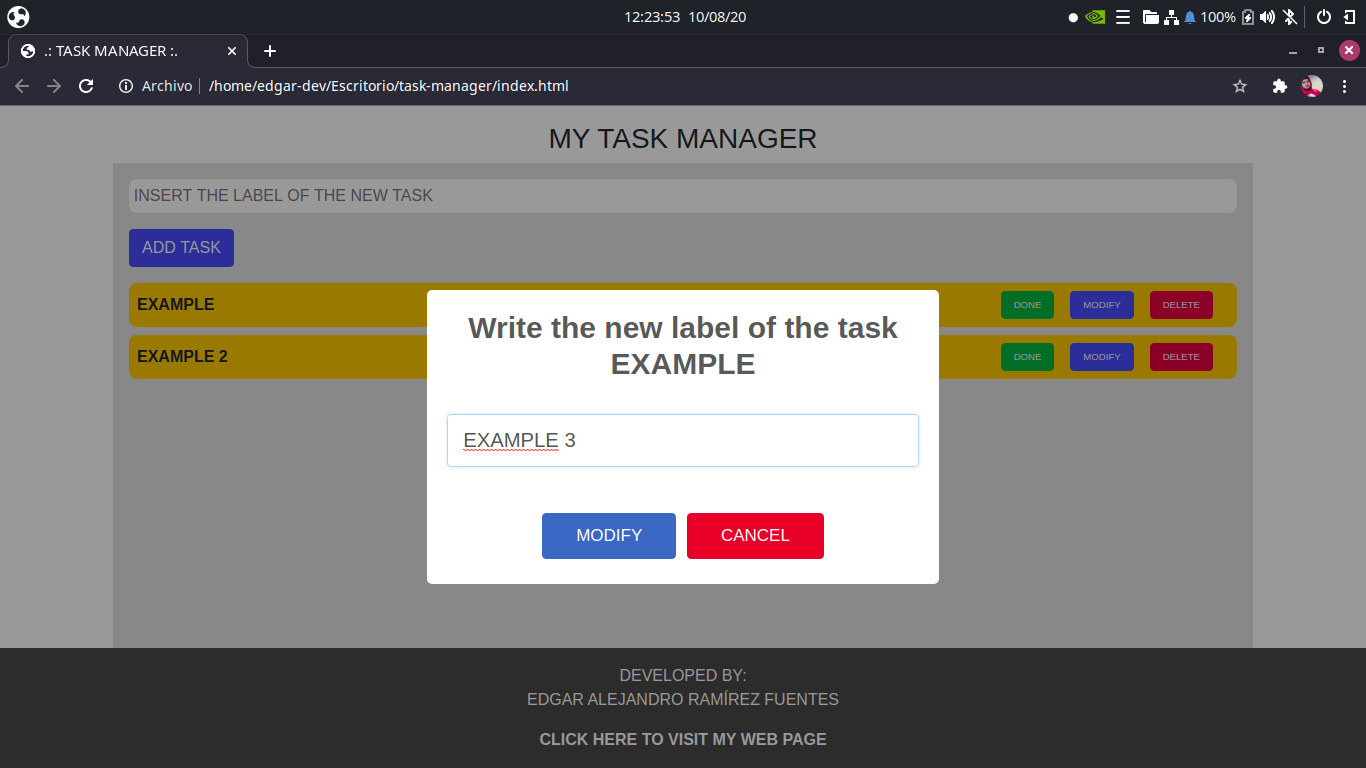 12:23:53 10/08/20
100%
.: TASK MANAGER :.
Archivo /home/edgar-dev/Escritorio/task-manager/index.html
MY TASK MANAGER
INSERT THE LABEL OF THE NEW TASK
ADD TASK
EXAMPLE DONE MODIFY DELETE
EXAMPLE 2 DONE MODIFY DELETE
Write the new label of the task
EXAMPLE
EXAMPLE 3
MODIFY CANCEL
DEVELOPED BY:
EDGAR ALEJANDRO RAMÍREZ FUENTES
CLICK HERE TO VISIT MY WEB PAGE